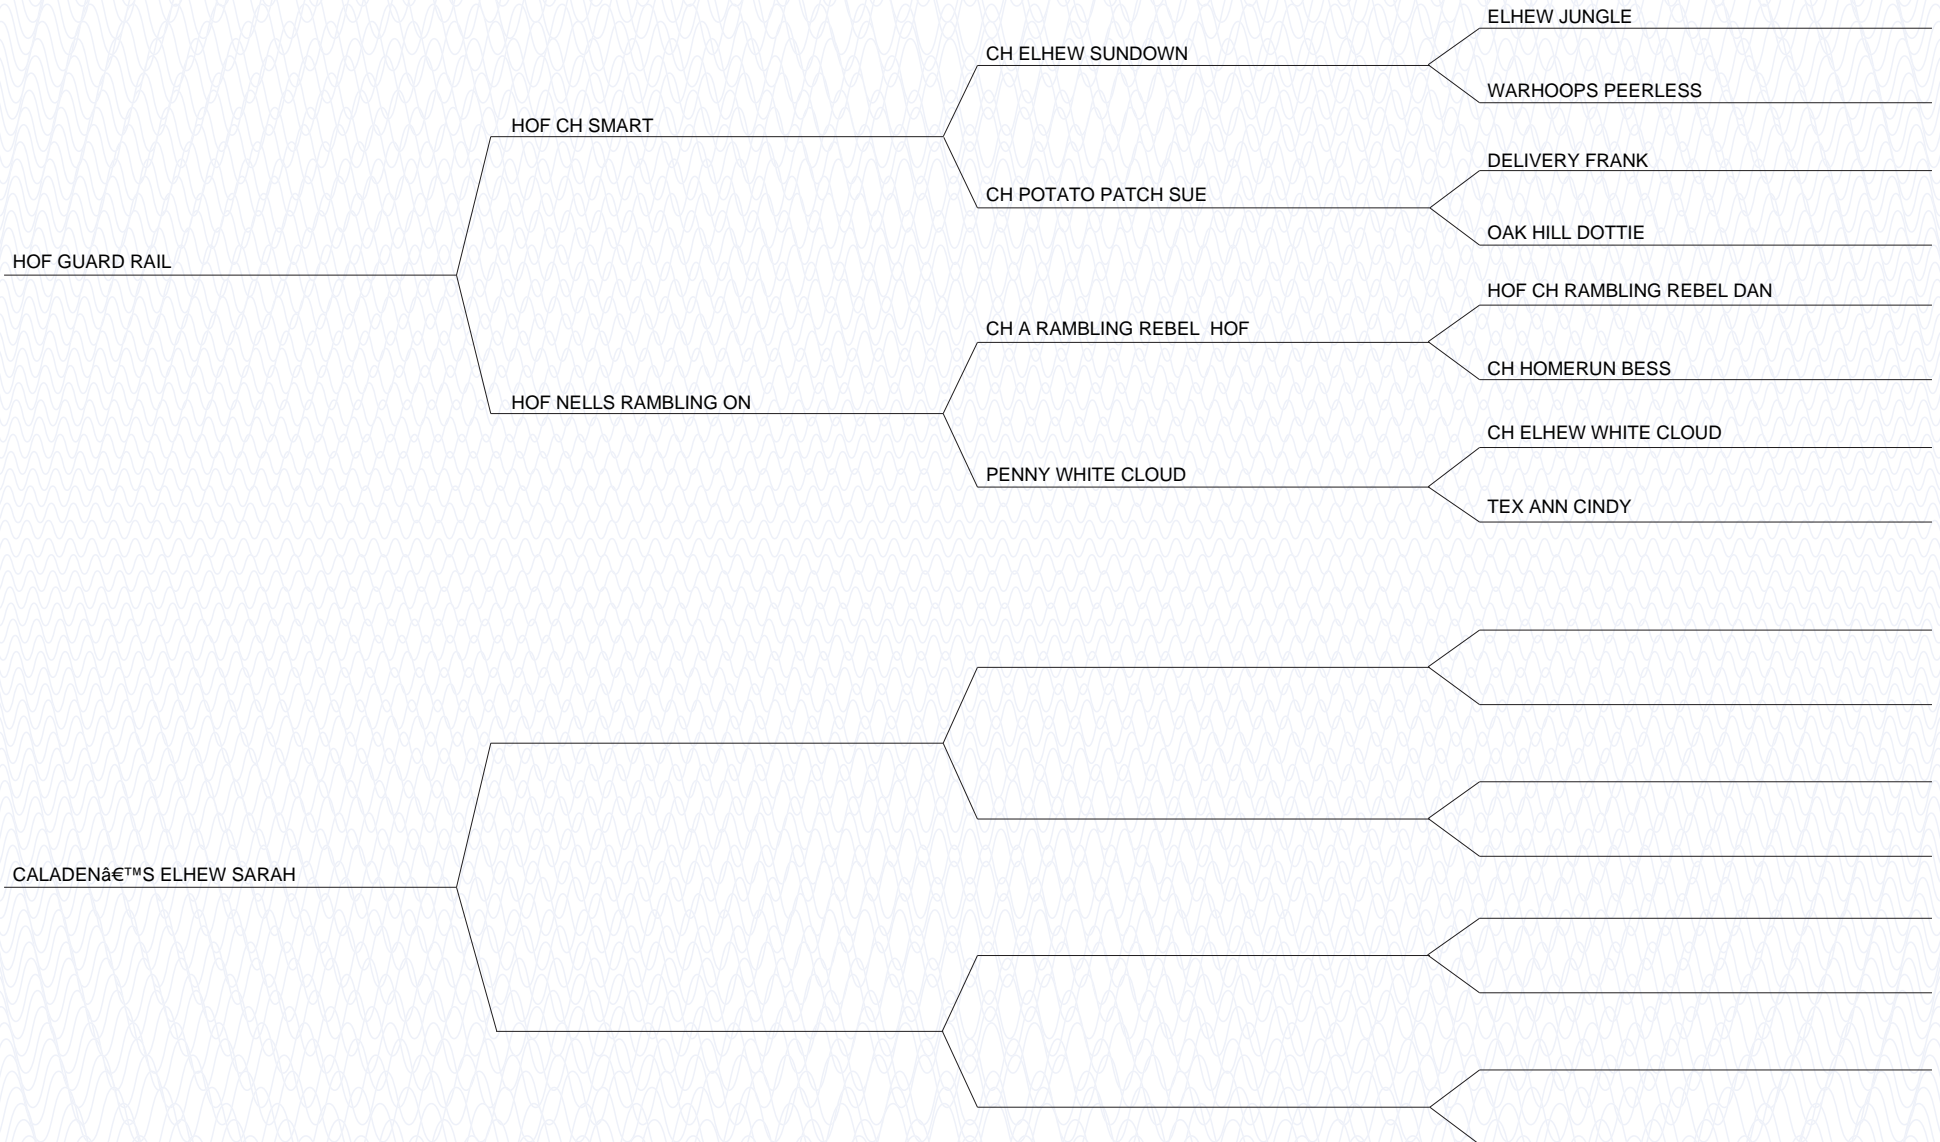 ELHEW JUNGLE
CH ELHEW SUNDOWN
WARHOOPS PEERLESS
HOF CH SMART
DELIVERY FRANK
CH POTATO PATCH SUE
OAK HILL DOTTIE
HOF GUARD RAIL
HOF CH RAMBLING REBEL DAN
CH A RAMBLING REBEL  HOF
CH HOMERUN BESS
HOF NELLS RAMBLING ON
CH ELHEW WHITE CLOUD
PENNY WHITE CLOUD
TEX ANN CINDY
CALADENâ€™S ELHEW SARAH